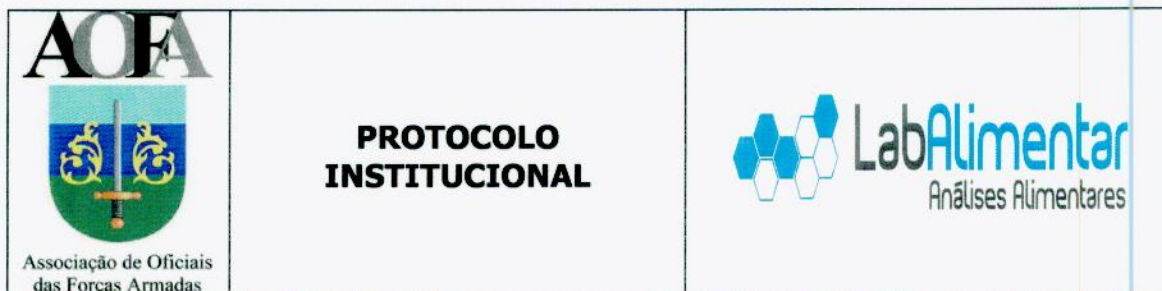 AOFA
Associação de Oficiais
das Forças Armadas
PROTOCOLO
INSTITUCIONAL
LabAlimentar
Análises Alimentares